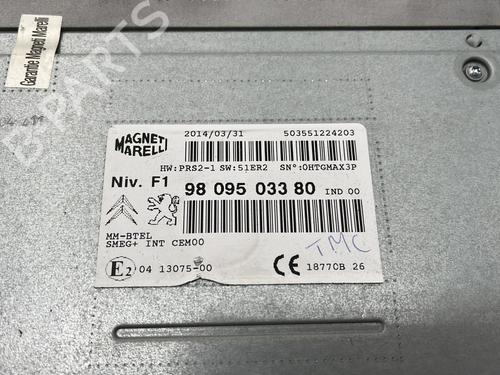 Garantie Magneti Marelli
B-PARTS
MAGNETI MARELLI
2014/03/31 503551224203
HW:PRS2-1 SW:51ER2 SN°:0HTGMAX3P
Niv. F1 98 095 033 80 IND 00
MM-BTEL
SMEG+ INT CEM00
TMC
E2 04 13075-00 CE 18770B 26